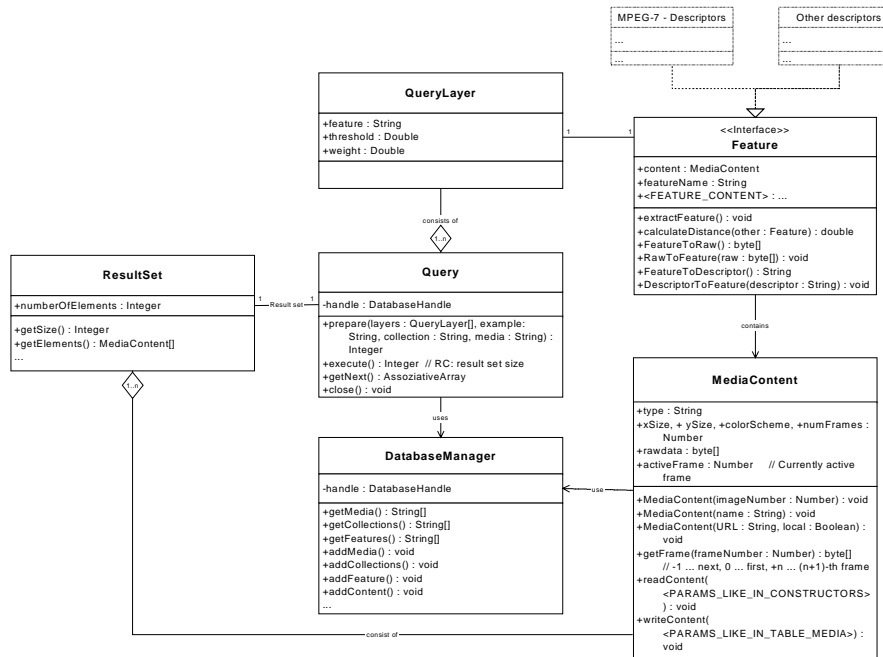 MPEG-7 - Descriptors
...
...
Other descriptors
...
...
QueryLayer
+feature : String
+threshold : Double
+weight : Double
1
1
<<Interface>>
Feature
+content : MediaContent
+featureName : String
+<FEATURE_CONTENT> : ...
+extractFeature() : void
+calculateDistance(other : Feature) : double
+FeatureToRaw() : byte[]
+RawToFeature(raw : byte[]) : void
+FeatureToDescriptor() : String
+DescriptorToFeature(descriptor : String) : void
consists of
1..n
ResultSet
+numberOfElements : Integer
+getSize() : Integer
+getElements() : MediaContent[]
...
1
Result set
1
Query
-handle : DatabaseHandle
+prepare(layers : QueryLayer[], example:
String, collection : String, media : String) :
Integer
+execute() : Integer // RC: result set size
+getNext() : AssoziativeArray
+close() : void
contains
1..n
uses
MediaContent
+type : String
+xSize, + ySize, +colorScheme, +numFrames :
Number
+rawdata : byte[]
+activeFrame : Number // Currently active
frame
+MediaContent(imageNumber : Number) : void
+MediaContent(name : String) : void
+MediaContent(URL : String, local : Boolean) :
void
+getFrame(frameNumber : Number) : byte[]
// -1 ... next, 0 ... first, +n ... (n+1)-th frame
+readContent(
<PARAMS_LIKE_IN_CONSTRUCTORS>
) : void
+writeContent(
<PARAMS_LIKE_IN_TABLE_MEDIA>) :
void
DatabaseManager
-handle : DatabaseHandle
+getMedia() : String[]
+getCollections() : String[]
+getFeatures() : String[]
+addMedia() : void
+addCollections() : void
+addFeature() : void
+addContent() : void
...
use
consist of